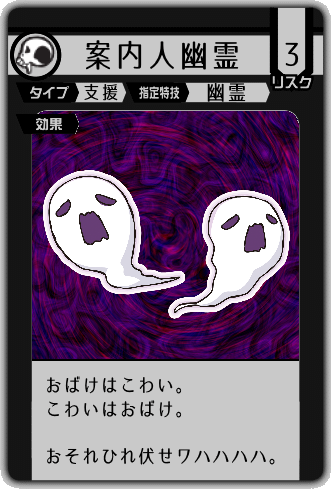 案内人幽霊
3
リスク
タイプ 支援 指定特技 幽霊
効果
おばけはこわい。
こわいはおばけ。
おそれひれ伏せワハハハハ。